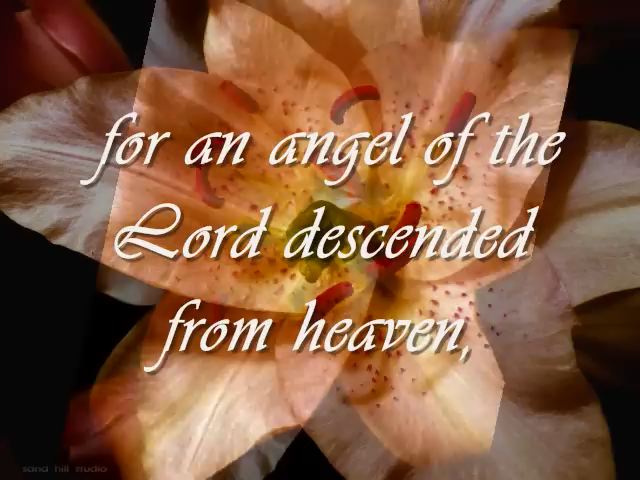 for an angel of the
Lord descended
from heaven,
sand hill studio